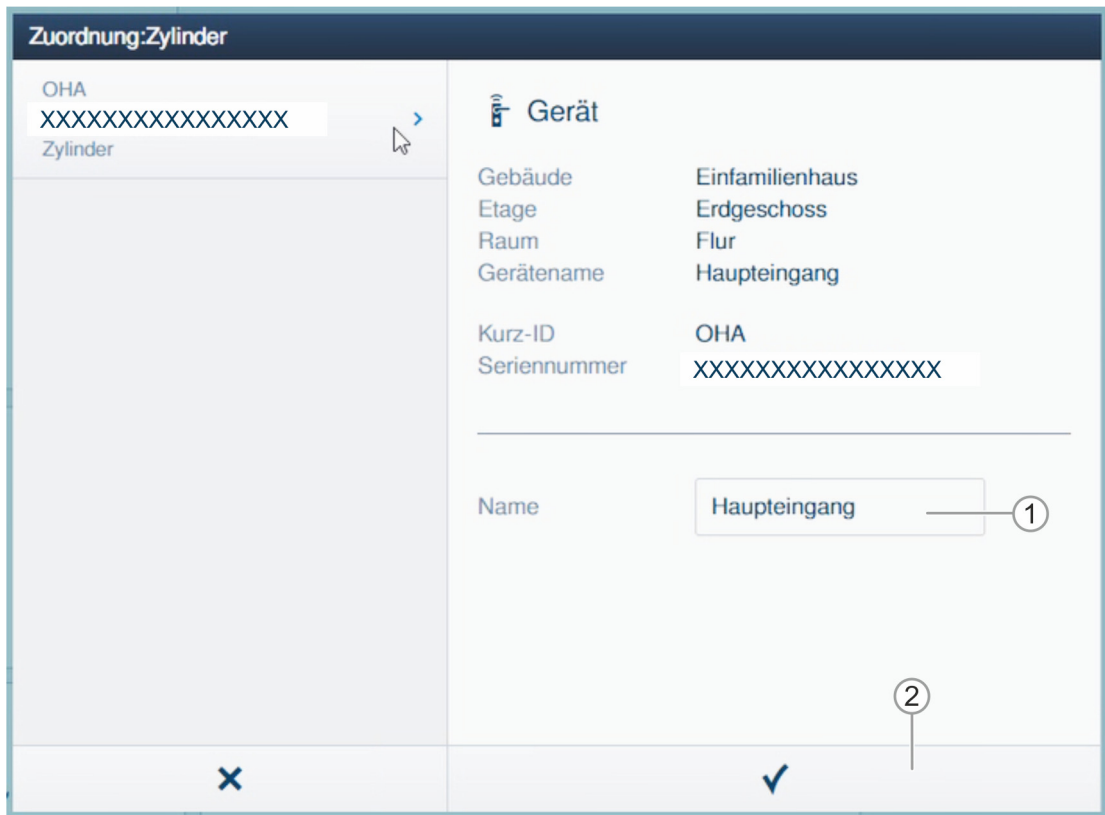 Zuordnung:Zylinder
OHA
XXXXXXXXXXXXXXXX
Zylinder
Gerät
Gebäude Einfamilienhaus
Etage Erdgeschoss
Raum Flur
Gerätename Haupteingang
Kurz-ID OHA
Seriennummer XXXXXXXXXXXXXXXX
Name Haupteingang
1
2